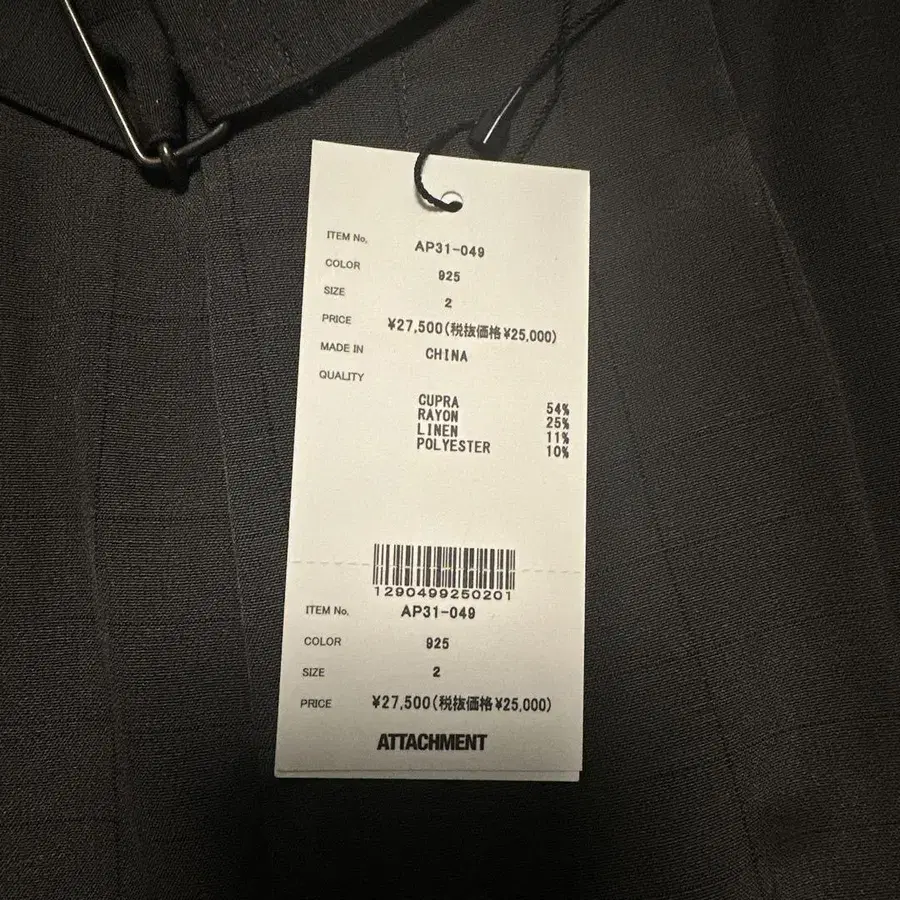 ITEM No. AP31-049
COLOR 925
SIZE 2
PRICE ¥27,500(税抜価格¥25,000)
MADE IN CHINA
QUALITY
CUPRA 54%
RAYON 25%
LINEN 11%
POLYESTER 10%
1290499250201
ITEM No. AP31-049
COLOR 925
SIZE 2
PRICE ¥27,500(税抜価格¥25,000)
ATTACHMENT